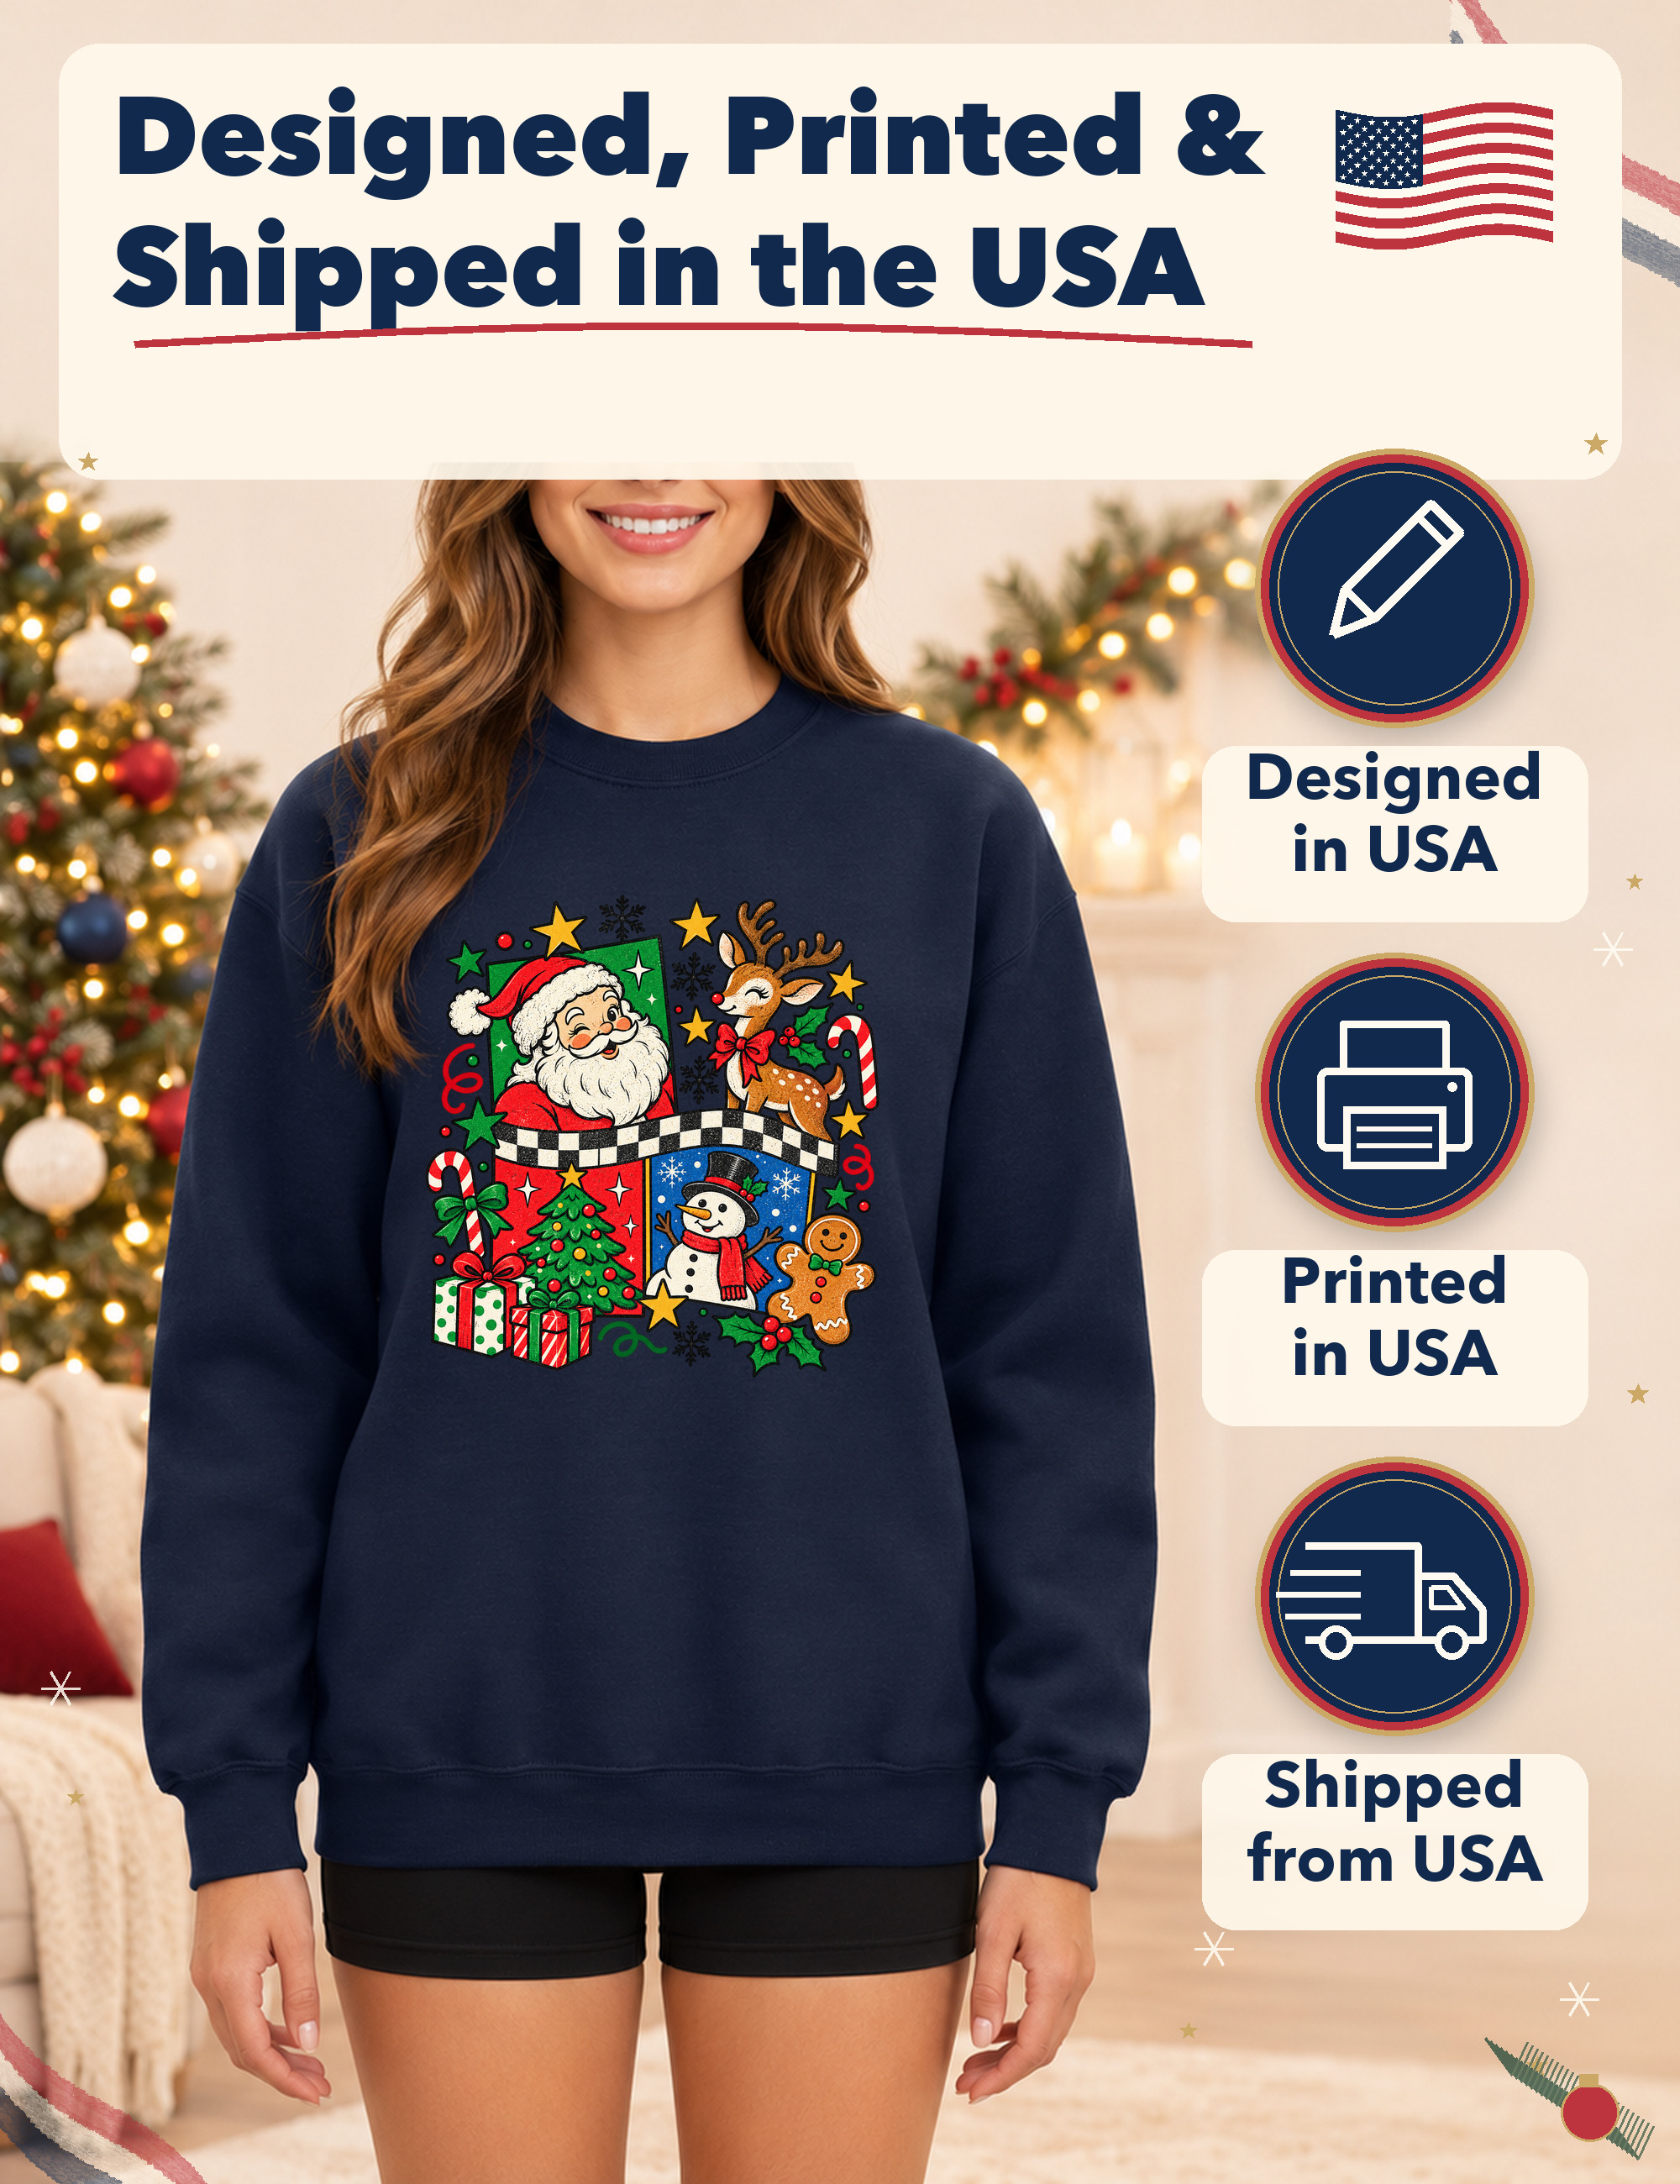 Designed, Printed &
Shipped in the USA
Designed
in USA
Printed
in USA
Shipped
from USA